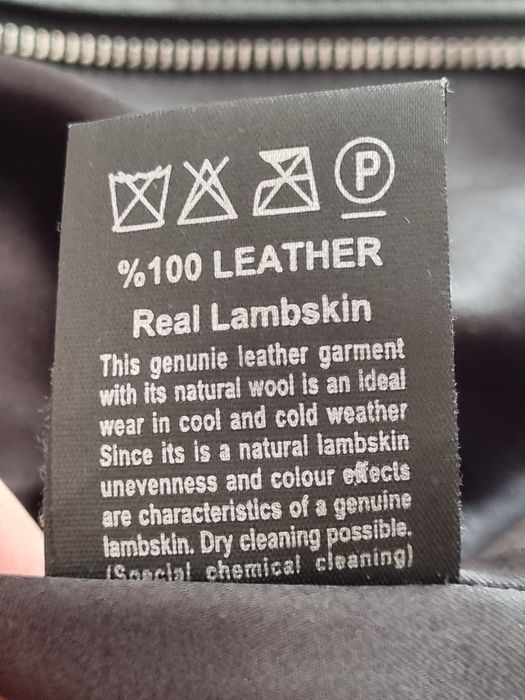 P
%100 LEATHER
Real Lambskin
This genunie leather garment
with its natural wool is an ideal
wear in cool and cold weather
Since its is a natural lambskin
unevenness and colour effects
are characteristics of a genuine
lambskin. Dry cleaning possible.
(Special chemical cleaning)